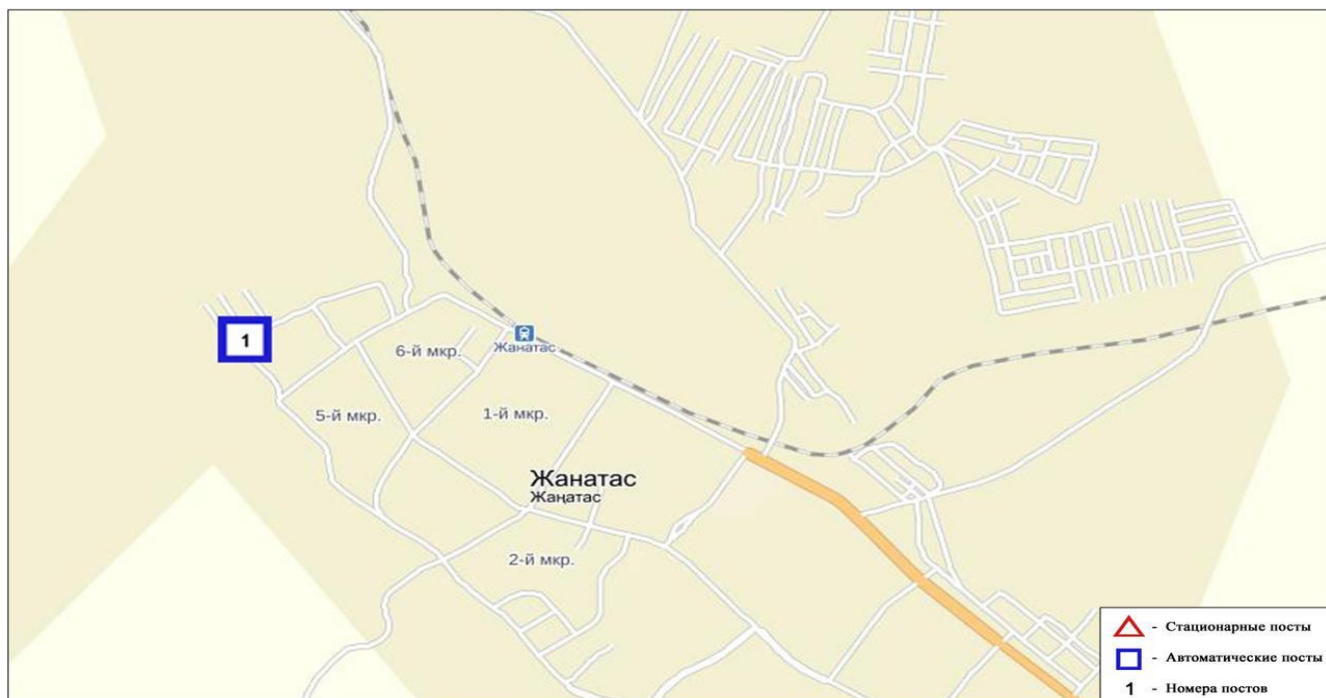 1
Жанатас
6-й мкр.
5-й мкр.
1-й мкр.
Жанатас
Жаңатас
2-й мкр.
- Стационарные посты
- Автоматические посты
1 - Номера постов